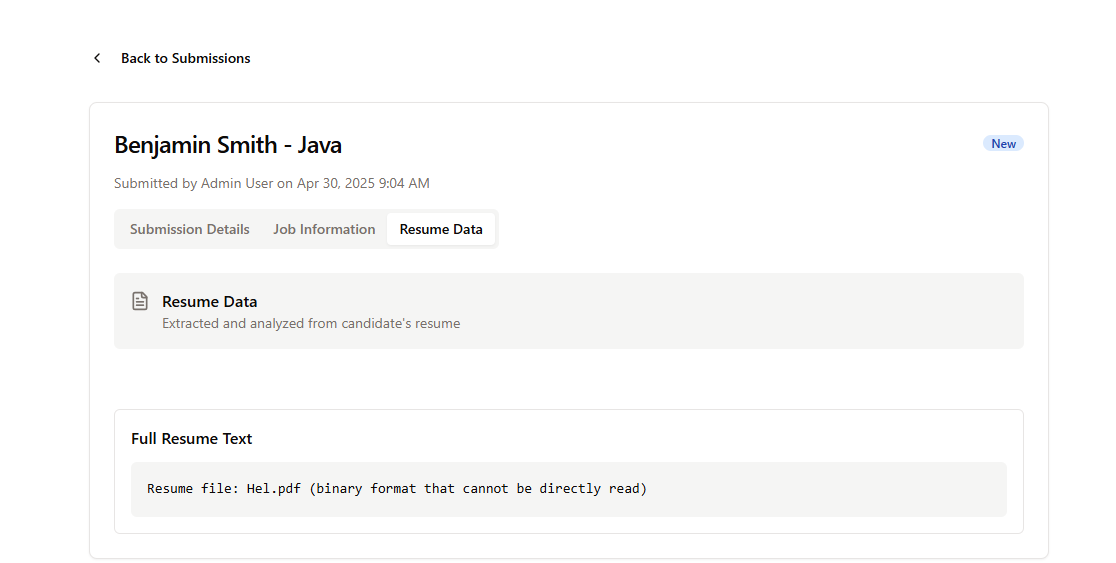 Back to Submissions
Benjamin Smith - Java
New
Submitted by Admin User on Apr 30, 2025 9:04 AM
Submission Details Job Information Resume Data
Resume Data
Extracted and analyzed from candidate's resume
Full Resume Text
Resume file: Hel.pdf (binary format that cannot be directly read)